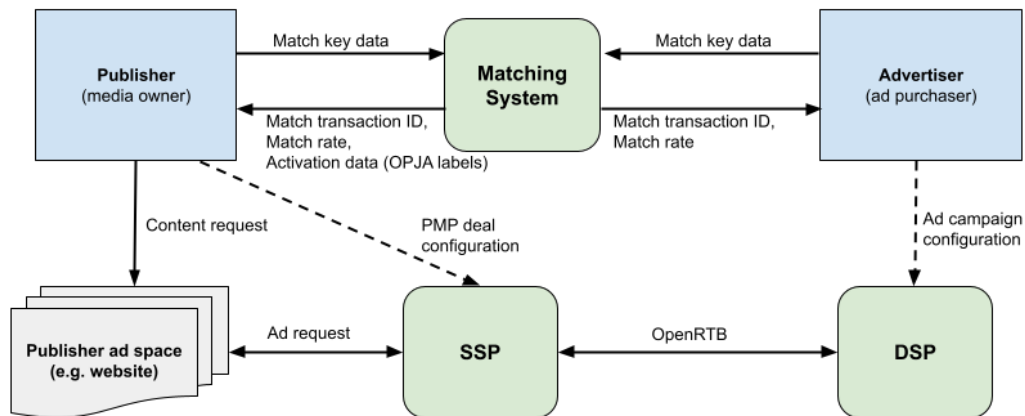 Publisher
(media owner)
Match key data
Matching
System
Match key data
Advertiser
(ad purchaser)
Match transaction ID,
Match rate,
Activation data (OPJA labels)
Match transaction ID,
Match rate
Content request
PMP deal
configuration
Ad campaign
configuration
Publisher ad space
(e.g. website)
Ad request
SSP
OpenRTB
DSP